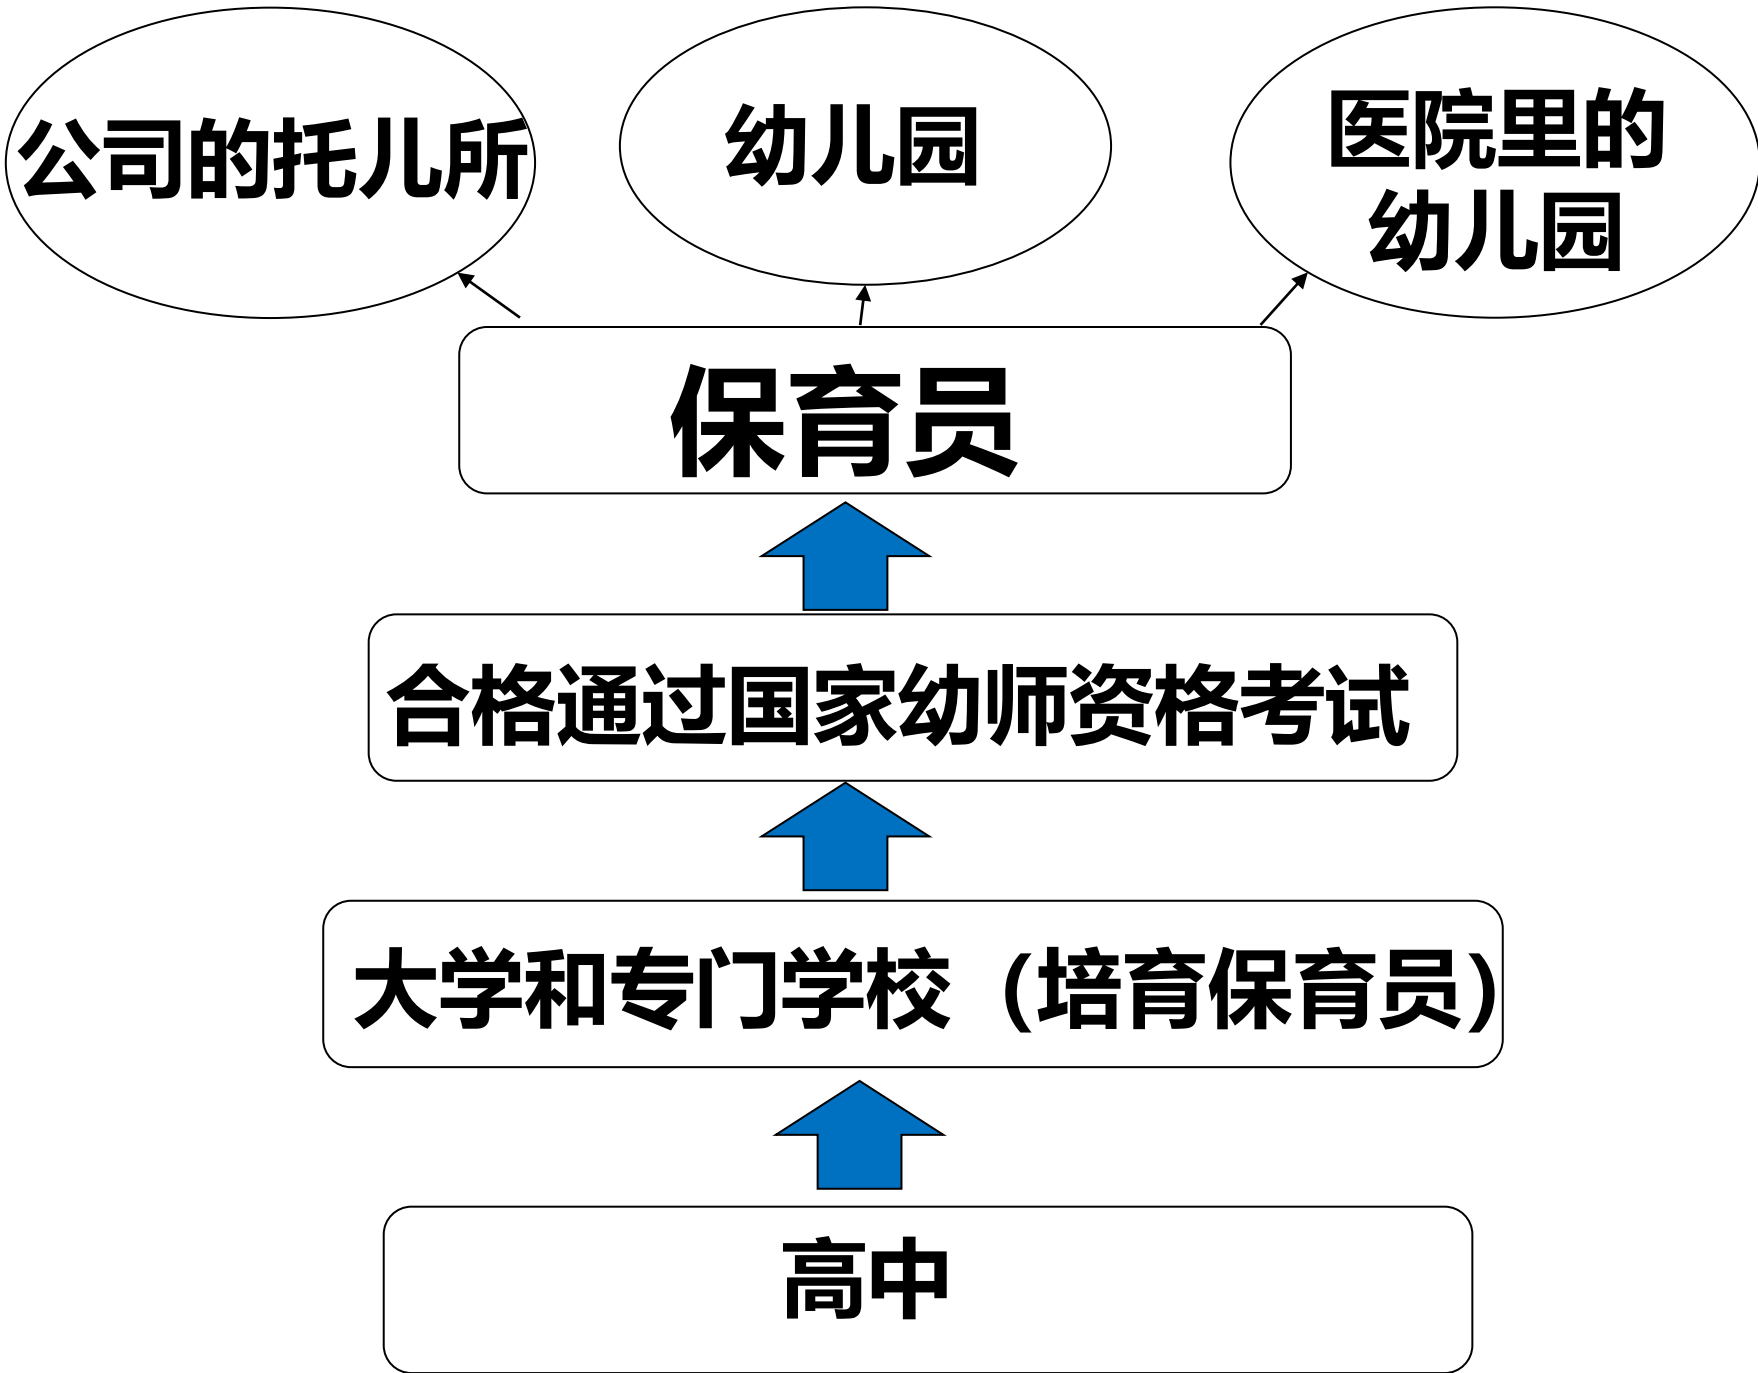 公司的托儿所
幼儿园
医院里的
幼儿园
保育员
合格通过国家幼师资格考试
大学和专门学校（培育保育员）
高中